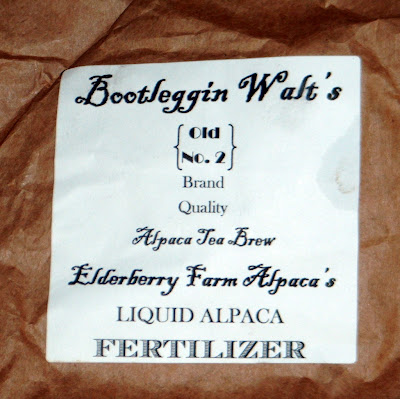 Bootleggin Walt's
Old
No. 2
Brand
Quality
Alpaca Tea Brew
Elderberry Farm Alpaca's
LIQUID ALPACA
FERTILIZER